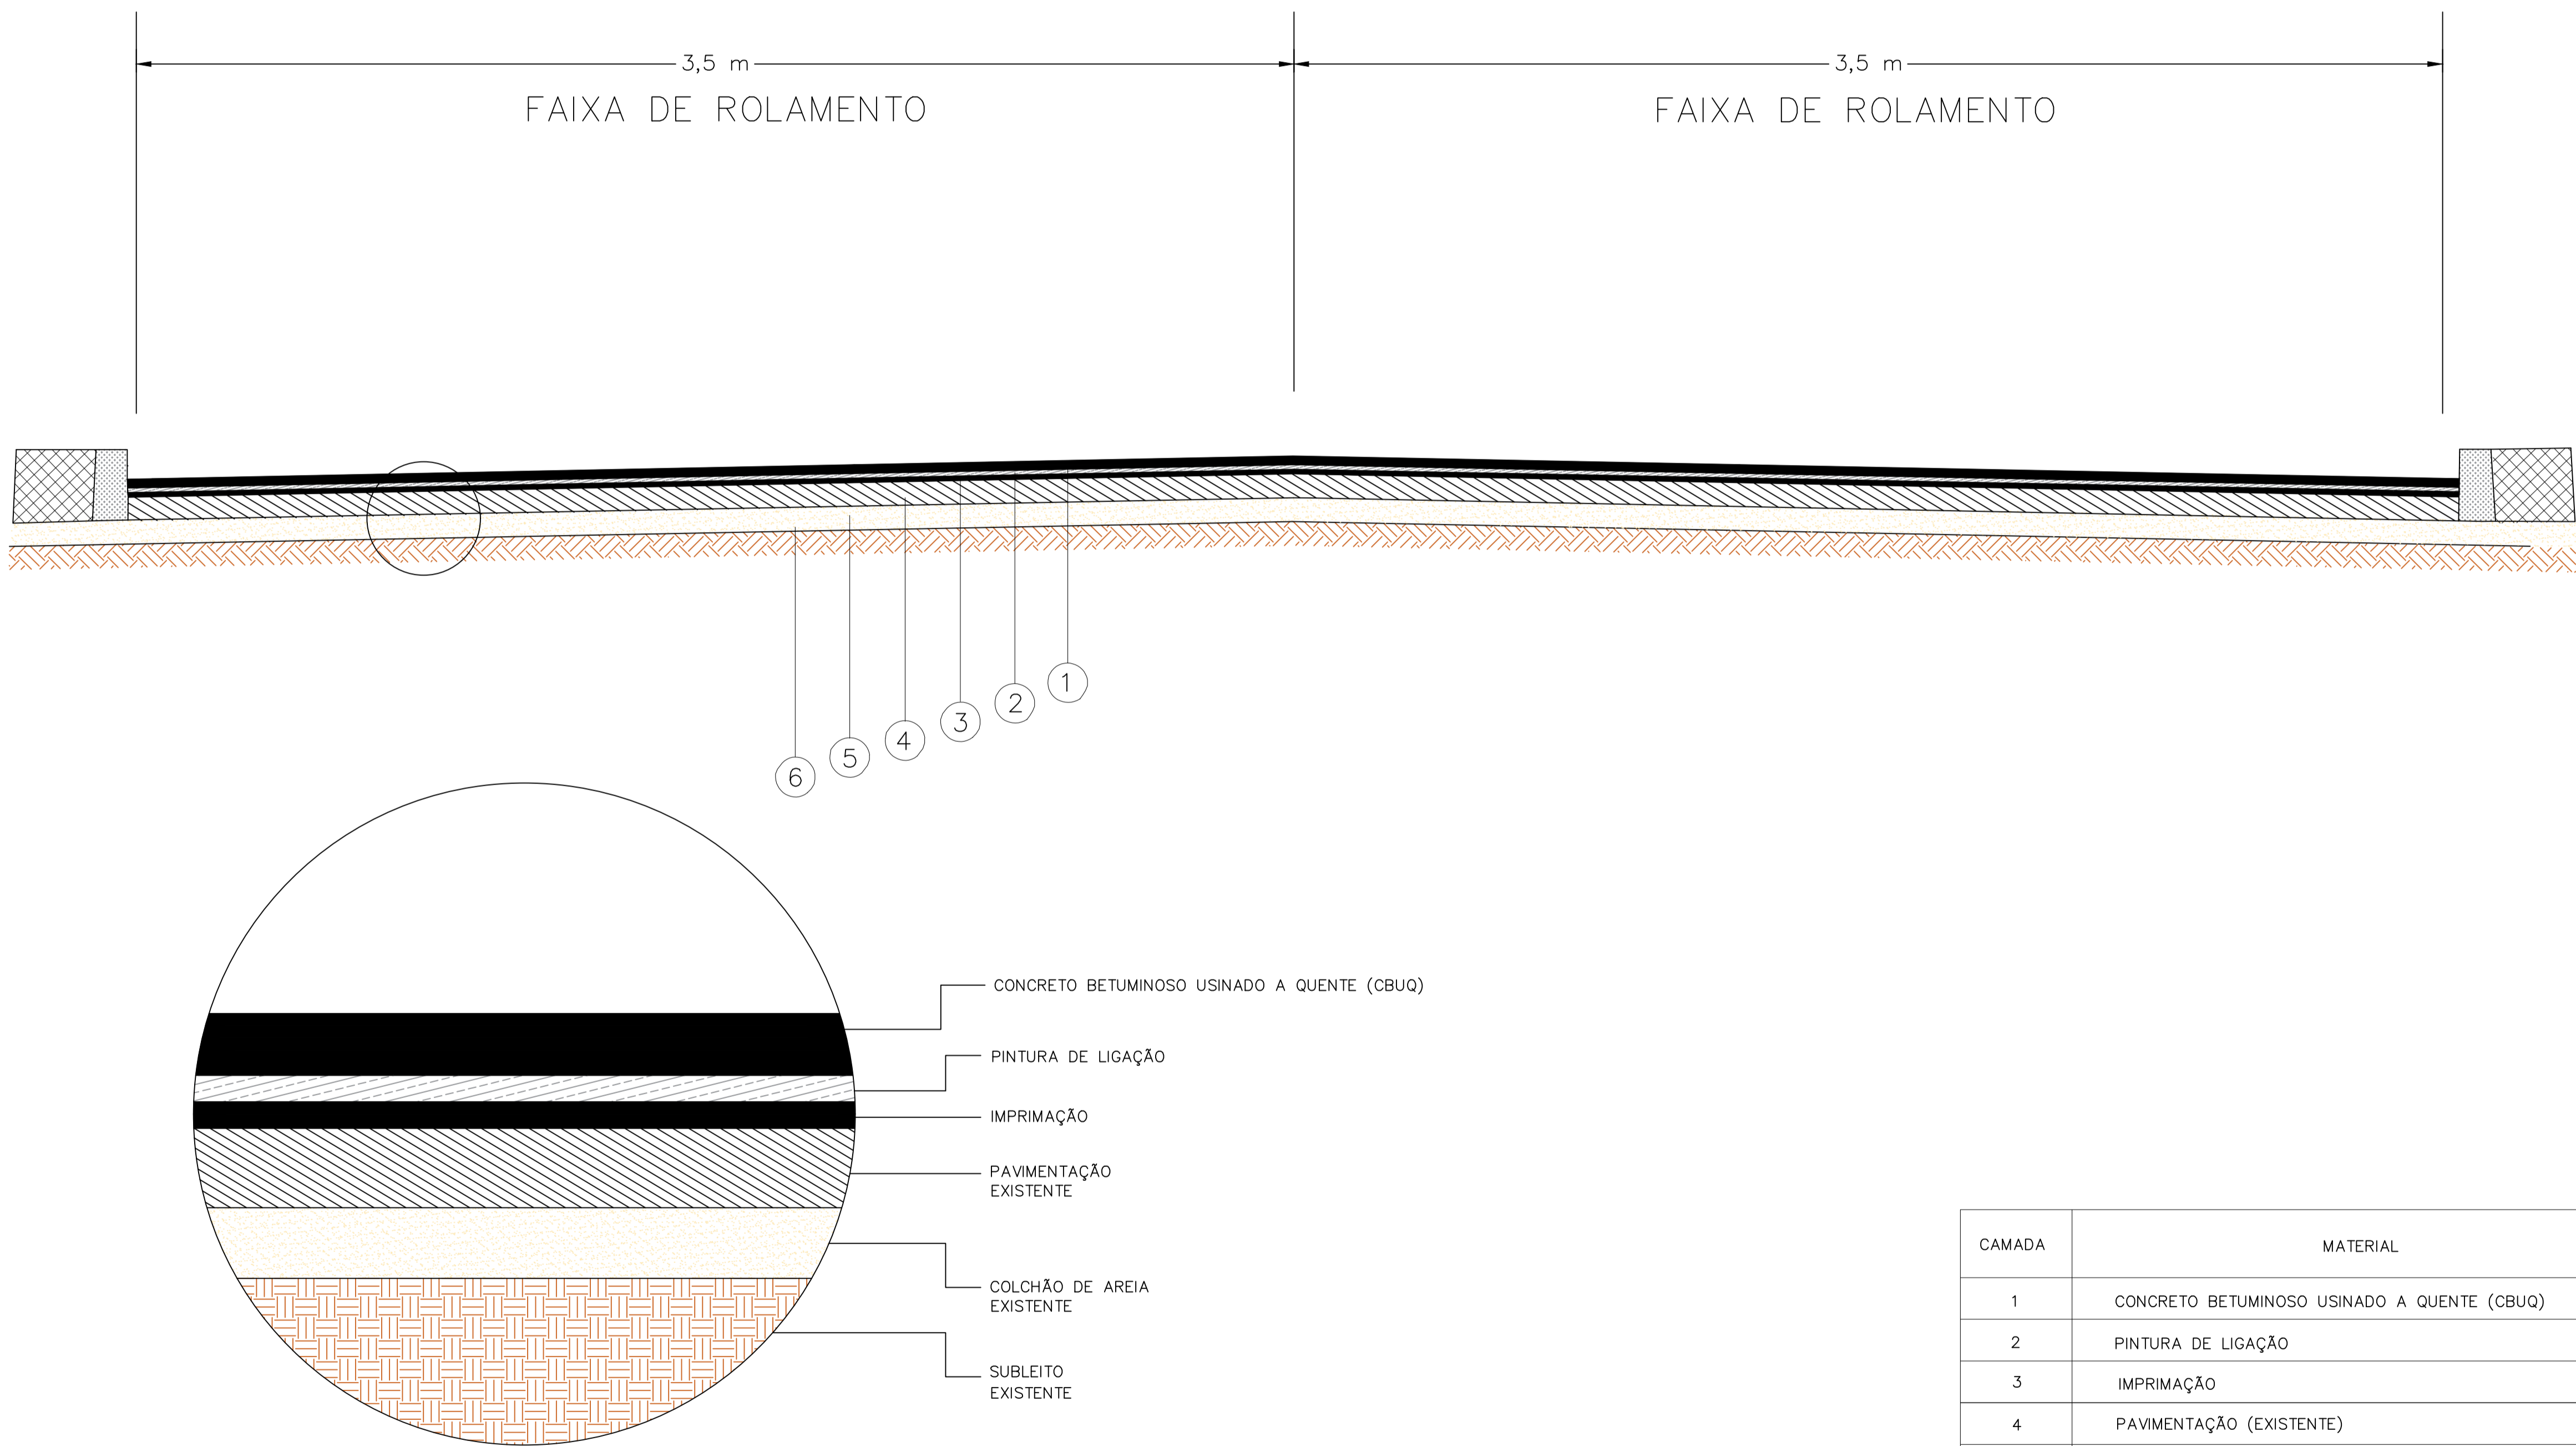 3,5 m
3,5 m
FAIXA DE ROLAMENTO
FAIXA DE ROLAMENTO
1
2
3
4
5
6
CONCRETO BETUMINOSO USINADO A QUENTE (CBUQ)
PINTURA DE LIGAÇÃO
IMPRIMAÇÃO
PAVIMENTAÇÃO
EXISTENTE
COLCHÃO DE AREIA
EXISTENTE
SUBLEITO
EXISTENTE
CAMADA MATERIAL
1 CONCRETO BETUMINOSO USINADO A QUENTE (CBUQ)
2 PINTURA DE LIGAÇÃO
3 IMPRIMAÇÃO
4 PAVIMENTAÇÃO (EXISTENTE)